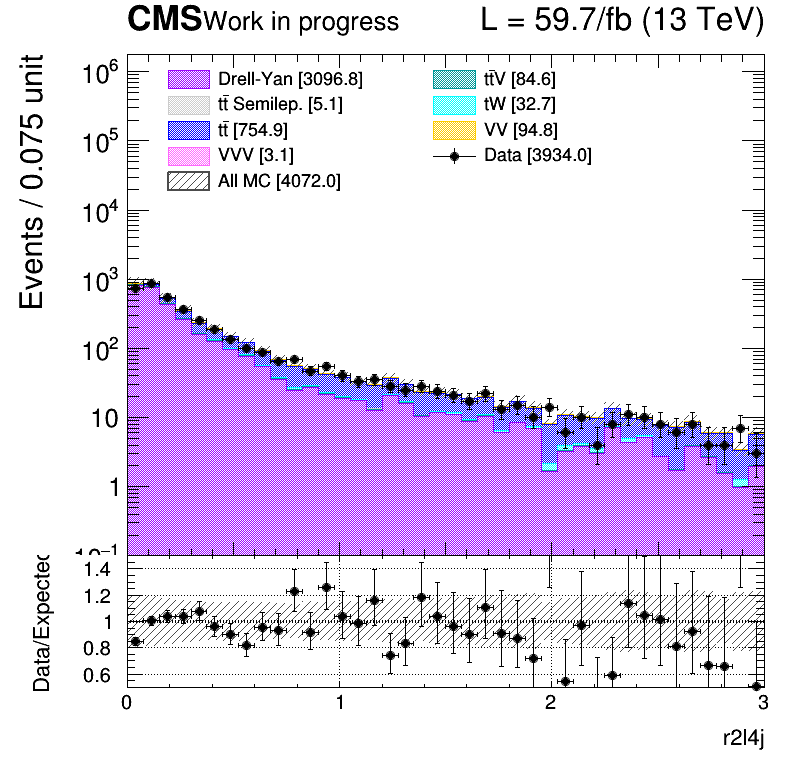 CMS Work in progress L = 59.7/fb (13 TeV)
Events / 0.075 unit
10⁶
10⁵
10⁴
10³
10²
10
1
10⁻¹
Drell-Yan [3096.8]
tt̄ Semilep. [5.1]
tt̄ [754.9]
VVV [3.1]
All MC [4072.0]
tt̄V [84.6]
tW [32.7]
VV [94.8]
Data [3934.0]
Data/Expected
1.4
1.2
1
0.8
0.6
0 1 2 3
r2l4j